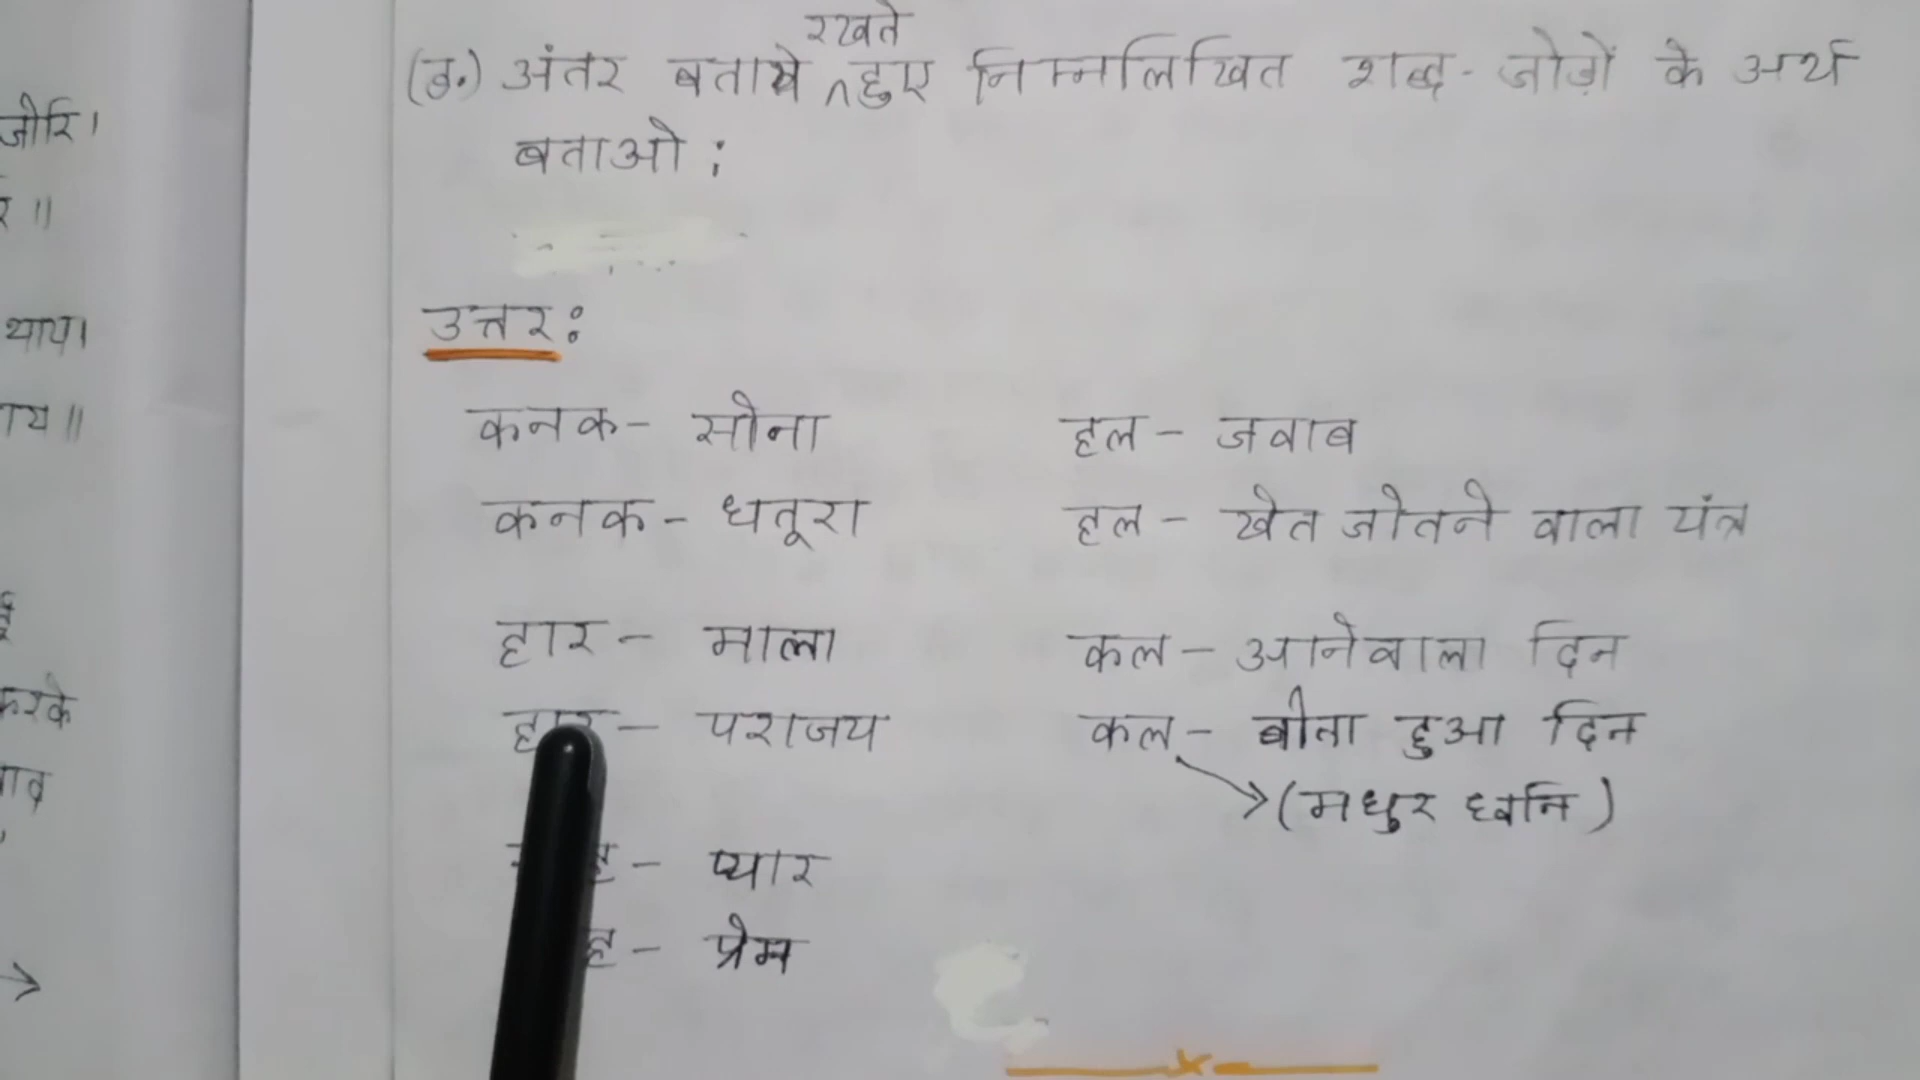 जोरि।
॥
थाय।
ाय॥
करके
(ङ.) अंतर बताये रखते हुए निम्नलिखित शब्द-जोड़ों के अर्थ
बताओ :
उत्तर :
कनक - सोना
कनक - धतूरा
हार - माला
हार - पराजय
- प्यार
- प्रेम
हल - जवाब
हल - खेत जोतने वाला यंत्र
कल - आनेवाला दिन
कल - बीता हुआ दिन
(मधुर ध्वनि)